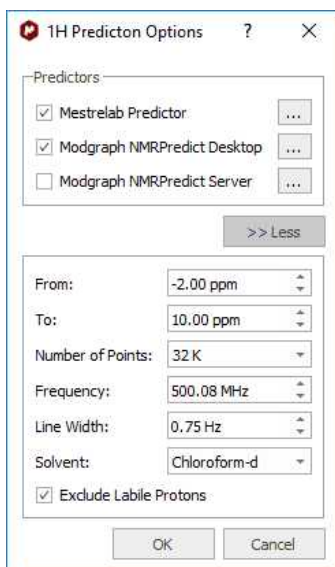 1H Predicton Options ?
Predictors
Mestrelab Predictor ...
Modgraph NMRPredict Desktop ...
Modgraph NMRPredict Server ...
>> Less
From: -2.00 ppm
To: 10.00 ppm
Number of Points: 32 K
Frequency: 500.08 MHz
Line Width: 0.75 Hz
Solvent: Chloroform-d
Exclude Labile Protons
OK Cancel